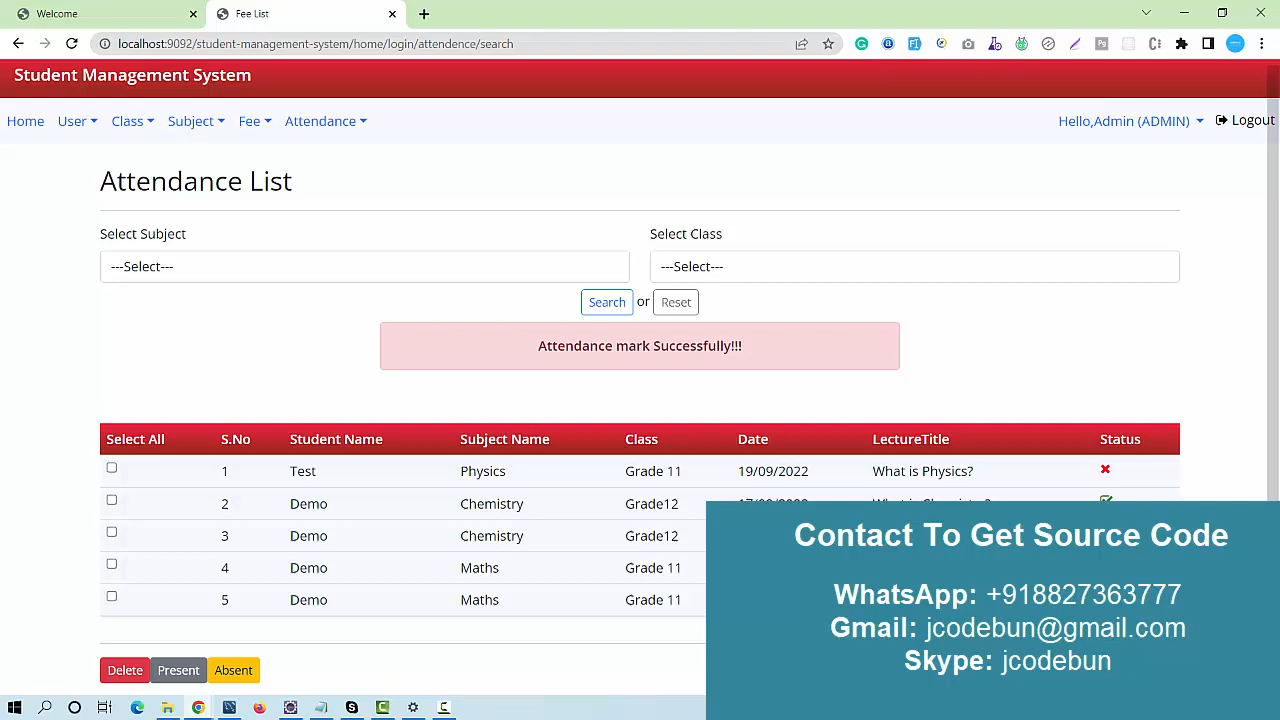 Welcome
Fee List
localhost:9092/student-management-system/home/login/attendence/search
Student Management System
Home User Class Subject Fee Attendance Hello,Admin (ADMIN) Logout
Attendance List
Select Subject Select Class
---Select--- ---Select---
Search or Reset
Attendance mark Successfully!!!
Select All S.No Student Name Subject Name Class Date LectureTitle Status
1 Test Physics Grade 11 19/09/2022 What is Physics?
2 Demo Chemistry Grade12
3 Demo Chemistry Grade12
4 Demo Maths Grade 11
5 Demo Maths Grade 11
Delete Present Absent
Contact To Get Source Code
WhatsApp: +918827363777
Gmail: jcodebun@gmail.com
Skype: jcodebun